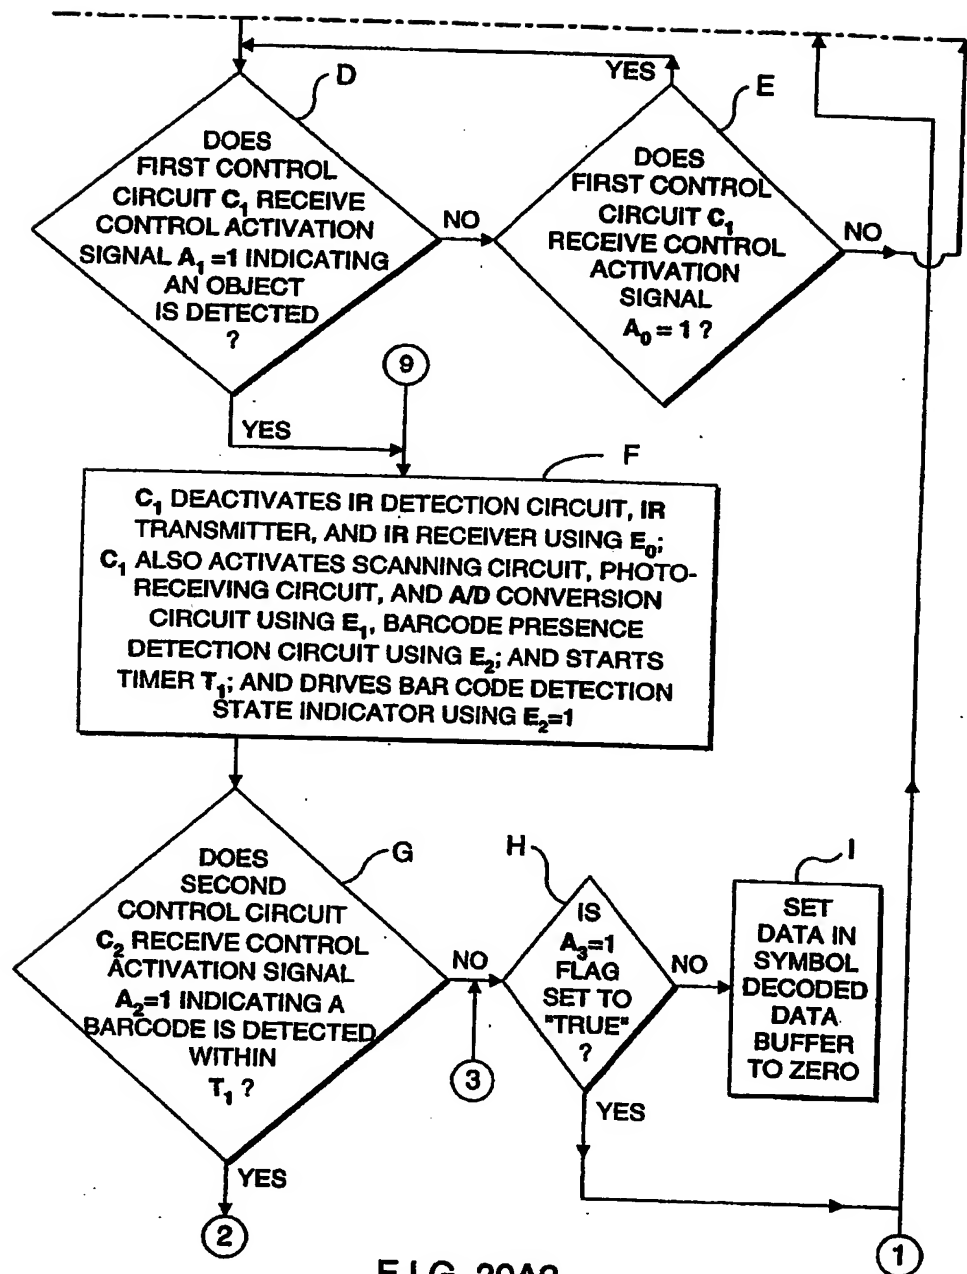 D
DOES
FIRST CONTROL
CIRCUIT C₁ RECEIVE
CONTROL ACTIVATION
SIGNAL A₁ =1 INDICATING
AN OBJECT
IS DETECTED
?
NO
YES
YES
E
DOES
FIRST CONTROL
CIRCUIT C₁
RECEIVE CONTROL
ACTIVATION
SIGNAL
A₀ = 1 ?
NO
9
F
C₁ DEACTIVATES IR DETECTION CIRCUIT, IR
TRANSMITTER, AND IR RECEIVER USING E₀;
C₁ ALSO ACTIVATES SCANNING CIRCUIT, PHOTO-
RECEIVING CIRCUIT, AND A/D CONVERSION
CIRCUIT USING E₁, BARCODE PRESENCE
DETECTION CIRCUIT USING E₂; AND STARTS
TIMER T₁; AND DRIVES BAR CODE DETECTION
STATE INDICATOR USING E₂=1
G
DOES
SECOND
CONTROL CIRCUIT
C₂ RECEIVE CONTROL
ACTIVATION SIGNAL
A₂=1 INDICATING A
BARCODE IS DETECTED
WITHIN
T₁ ?
NO
YES
2
3
H
IS
A₃=1
FLAG
SET TO
"TRUE"
?
NO
YES
I
SET
DATA IN
SYMBOL
DECODED
DATA
BUFFER
TO ZERO
1
FIG. 20A2